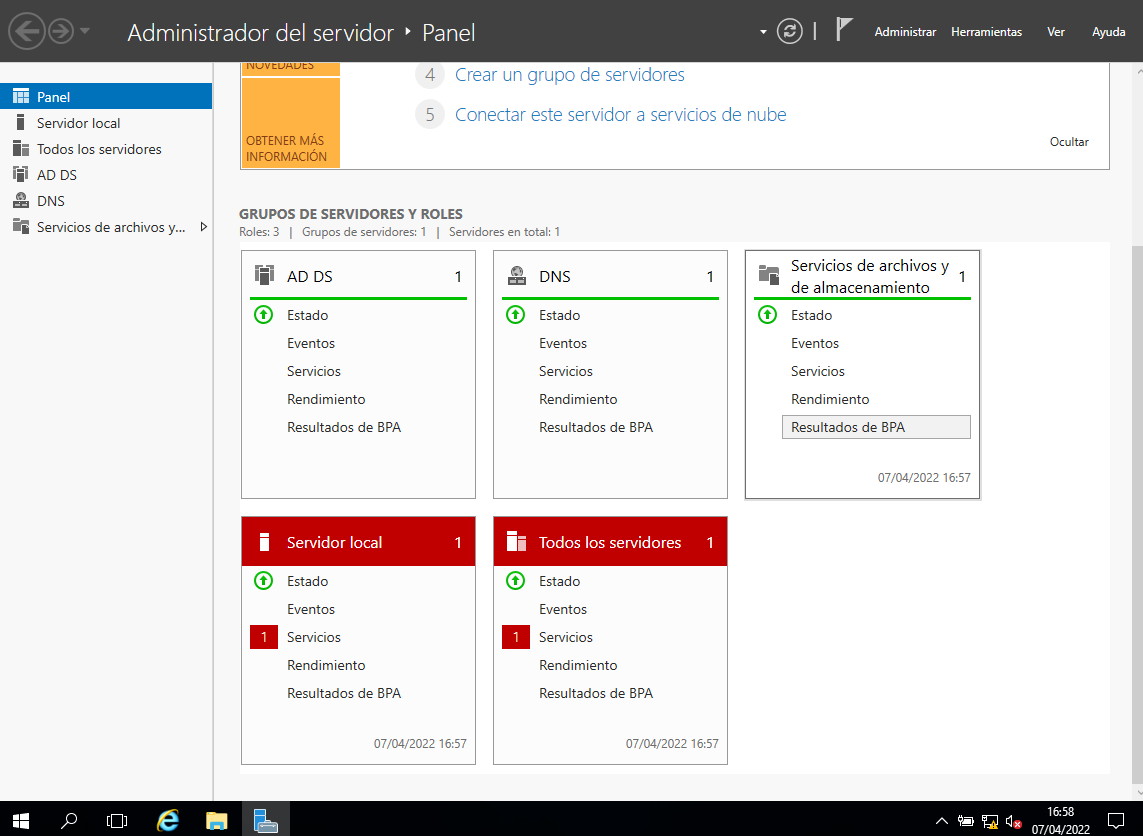 Administrador del servidor ‣ Panel
Administrar Herramientas Ver Ayuda
Panel
Servidor local
Todos los servidores
AD DS
DNS
Servicios de archivos y...
NOVEDADES
OBTENER MÁS
INFORMACIÓN
4 Crear un grupo de servidores
5 Conectar este servidor a servicios de nube
Ocultar
GRUPOS DE SERVIDORES Y ROLES
Roles: 3 | Grupos de servidores: 1 | Servidores en total: 1
AD DS 1
Estado
Eventos
Servicios
Rendimiento
Resultados de BPA
DNS 1
Estado
Eventos
Servicios
Rendimiento
Resultados de BPA
Servicios de archivos y
de almacenamiento 1
Estado
Eventos
Servicios
Rendimiento
Resultados de BPA
07/04/2022 16:57
Servidor local 1
Estado
Eventos
1 Servicios
Rendimiento
Resultados de BPA
07/04/2022 16:57
Todos los servidores 1
Estado
Eventos
1 Servicios
Rendimiento
Resultados de BPA
07/04/2022 16:57
16:58
07/04/2022